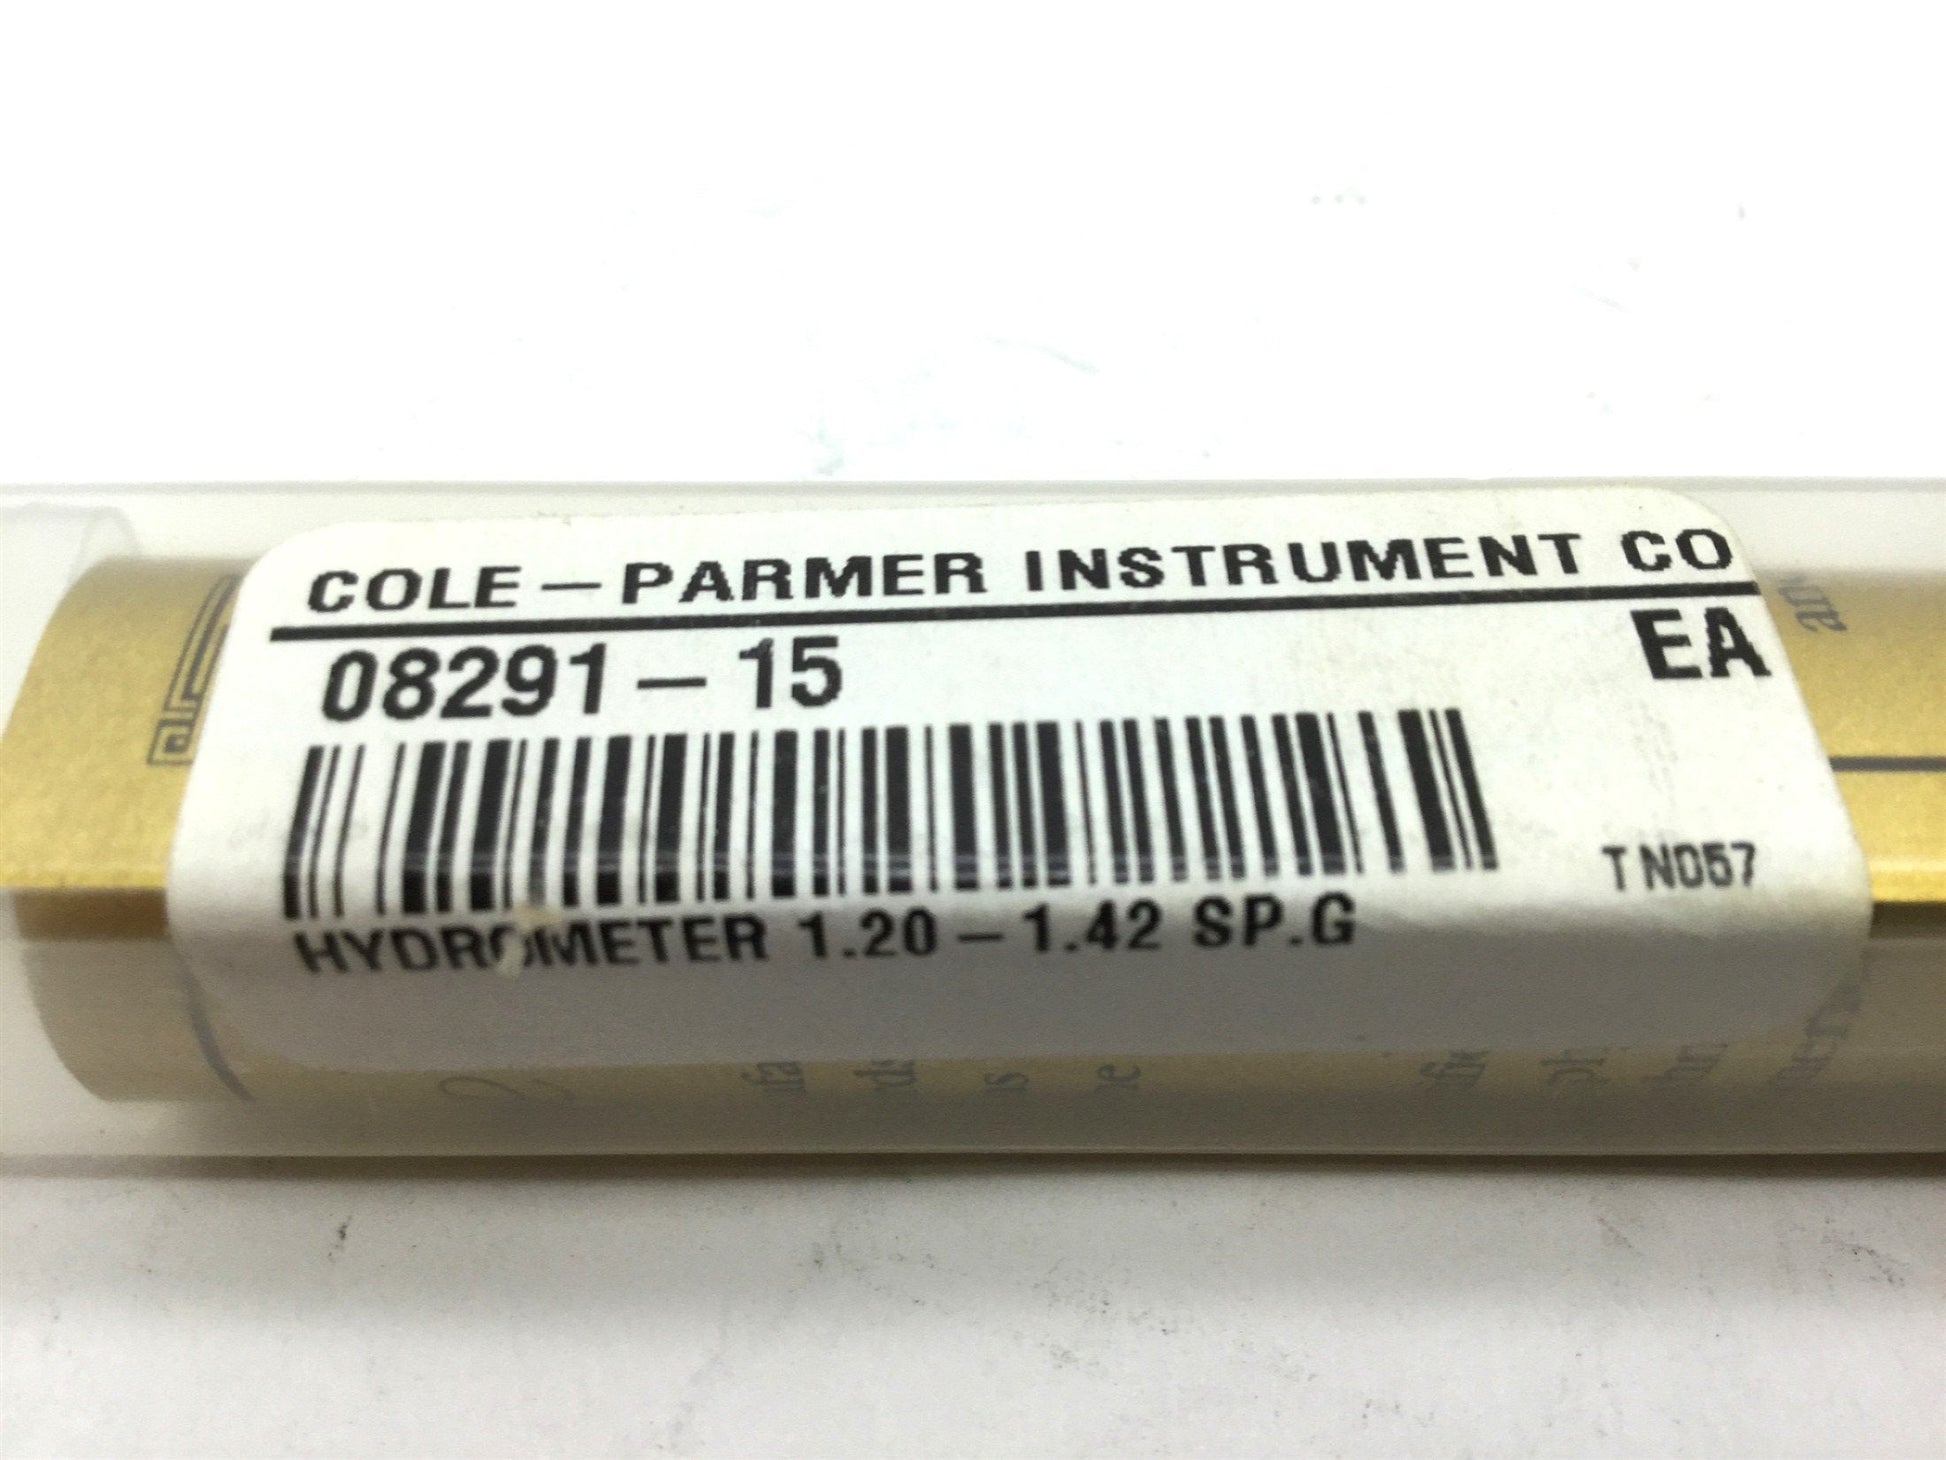 COLE-PARMER INSTRUMENT CO
08291-15
EA
TN057
HYDROMETER 1.20-1.42 SP.G